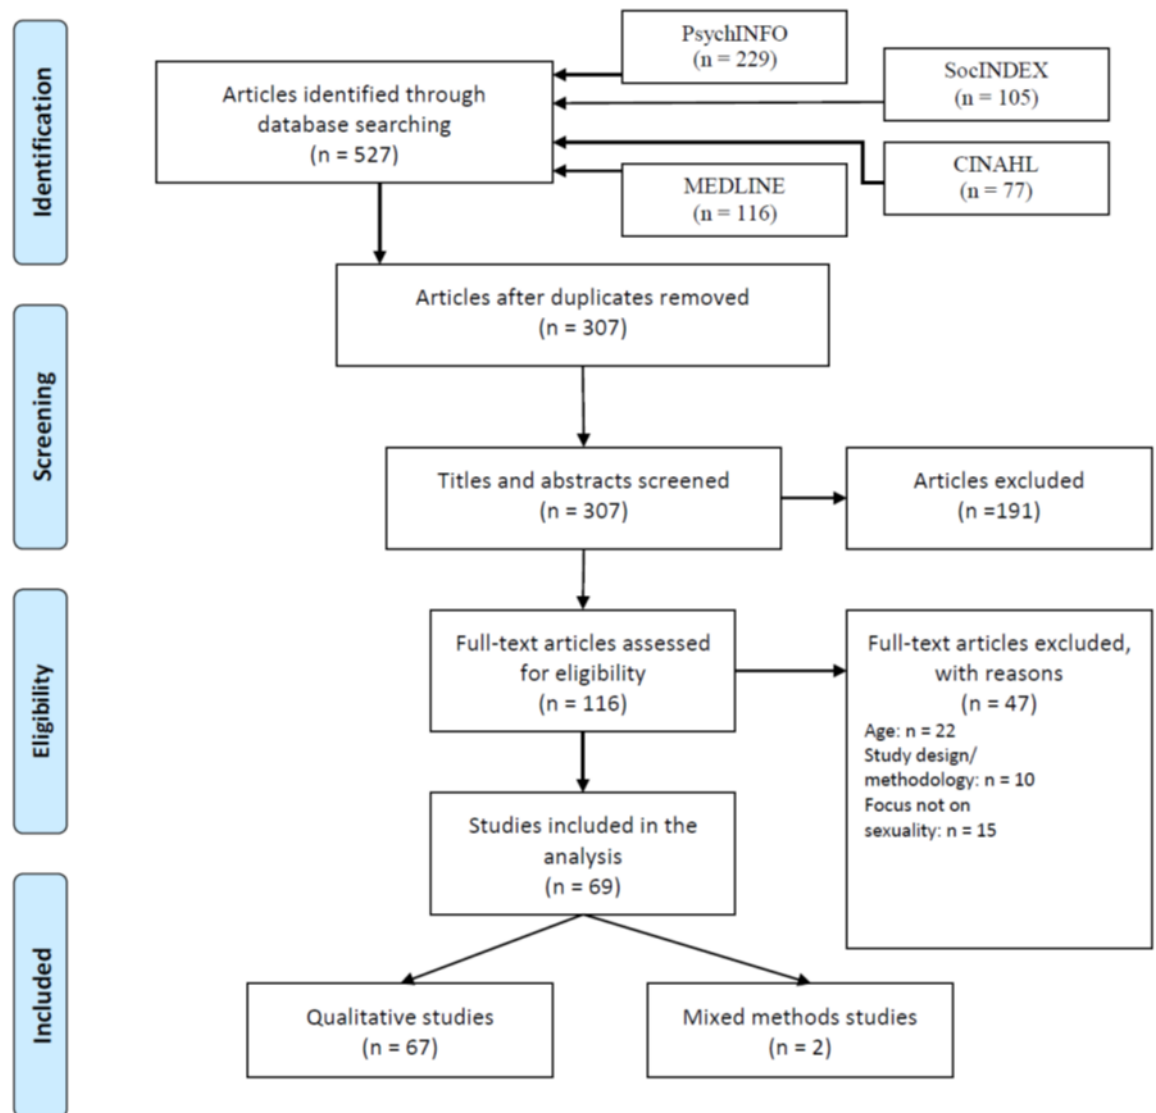 Identification
PsychINFO
(n = 229)
SocINDEX
(n = 105)
Articles identified through
database searching
(n = 527)
CINAHL
(n = 77)
MEDLINE
(n = 116)
Articles after duplicates removed
(n = 307)
Screening
Titles and abstracts screened
(n = 307)
Articles excluded
(n =191)
Eligibility
Full-text articles assessed
for eligibility
(n = 116)
Full-text articles excluded,
with reasons
(n = 47)
Age: n = 22
Study design/
methodology: n = 10
Focus not on
sexuality: n = 15
Studies included in the
analysis
(n = 69)
Included
Qualitative studies
(n = 67)
Mixed methods studies
(n = 2)